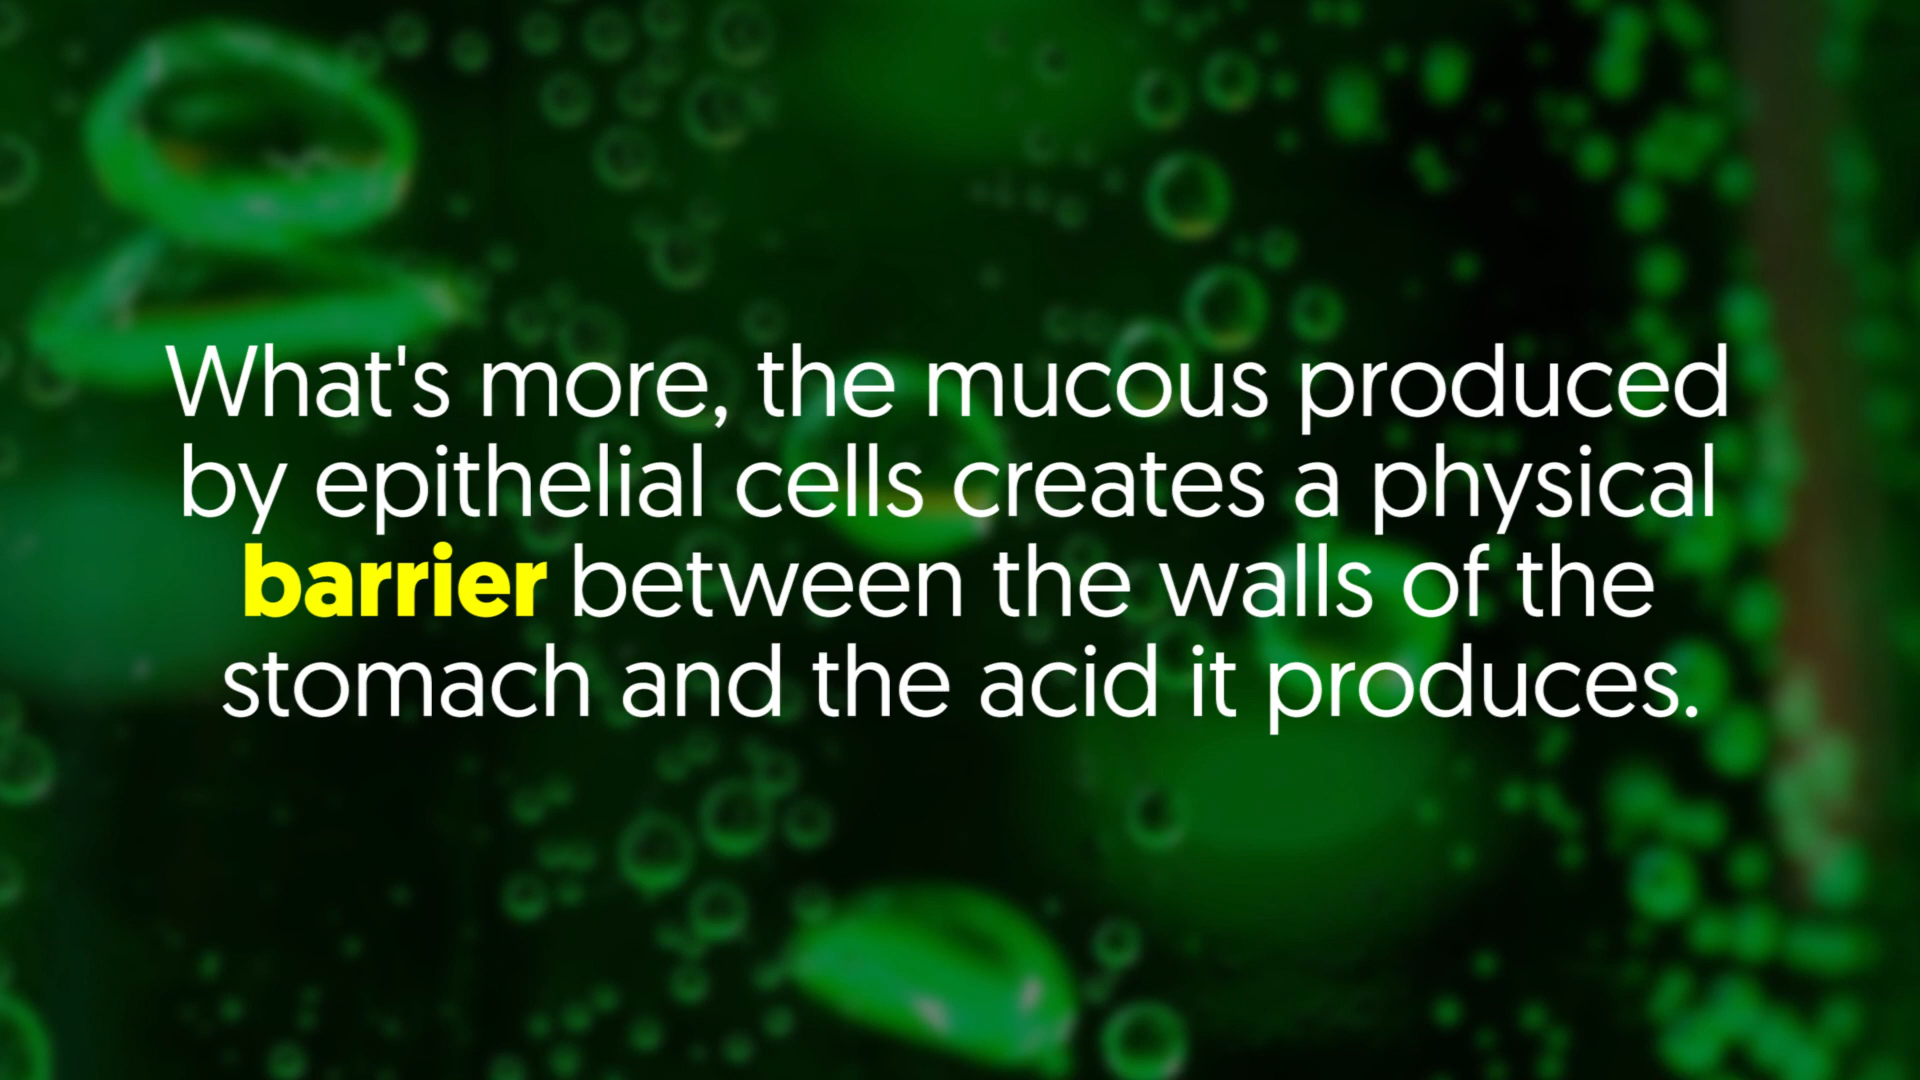 What's more, the mucous produced
by epithelial cells creates a physical
barrier between the walls of the
stomach and the acid it produces.